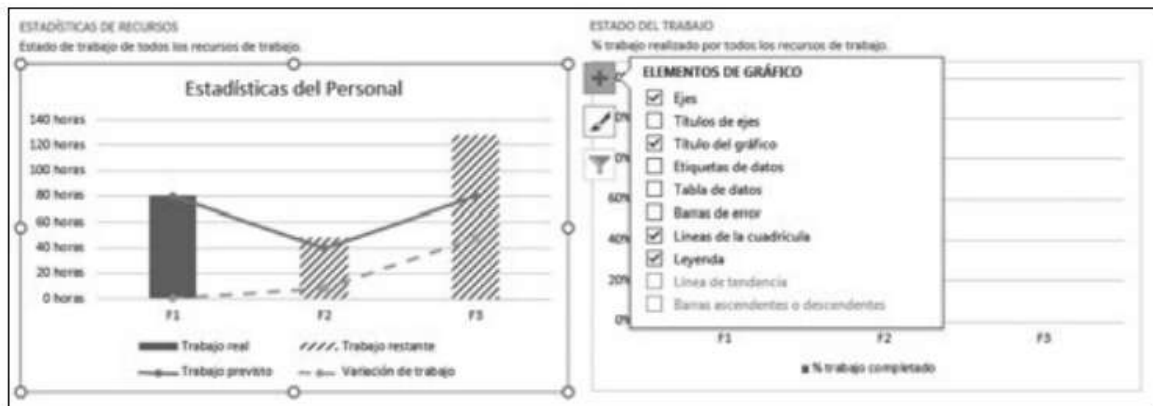 ESTADÍSTICAS DE RECURSOS
Estado de trabajo de todos los recursos de trabajo.
Estadísticas del Personal
140 horas
120 horas
100 horas
80 horas
60 horas
40 horas
20 horas
0 horas
F1
F2
F3
Trabajo real
Trabajo restante
Trabajo previsto
Variación de trabajo
ESTADO DEL TRABAJO
% trabajo realizado por todos los recursos de trabajo.
ELEMENTOS DE GRÁFICO
Ejes
Títulos de ejes
Título del gráfico
Etiquetas de datos
Tabla de datos
Barras de error
Líneas de la cuadrícula
Leyenda
Línea de tendencia
Barras ascendentes o descendentes
60%
40%
20%
0%
F1
F2
F3
% trabajo completado